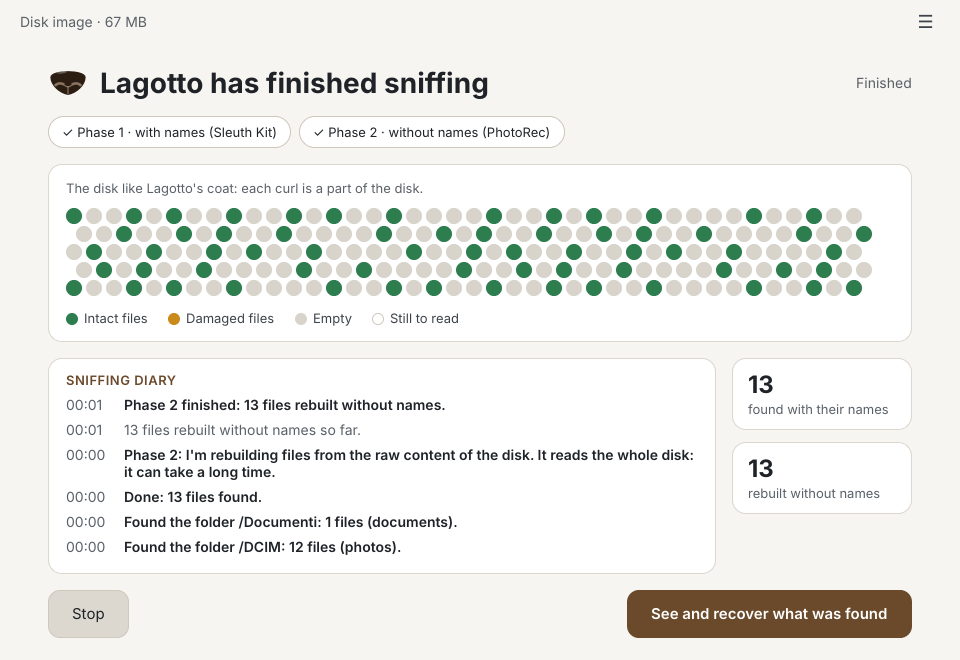 Disk image · 67 MB
☰
Lagotto has finished sniffing
Finished
✓ Phase 1 · with names (Sleuth Kit)
✓ Phase 2 · without names (PhotoRec)
The disk like Lagotto's coat: each curl is a part of the disk.
Intact files
Damaged files
Empty
Still to read
SNIFFING DIARY
00:01 Phase 2 finished: 13 files rebuilt without names.
00:01 13 files rebuilt without names so far.
00:00 Phase 2: I'm rebuilding files from the raw content of the disk. It reads the whole disk:
it can take a long time.
00:00 Done: 13 files found.
00:00 Found the folder /Documenti: 1 files (documents).
00:00 Found the folder /DCIM: 12 files (photos).
13
found with their names
13
rebuilt without names
Stop
See and recover what was found